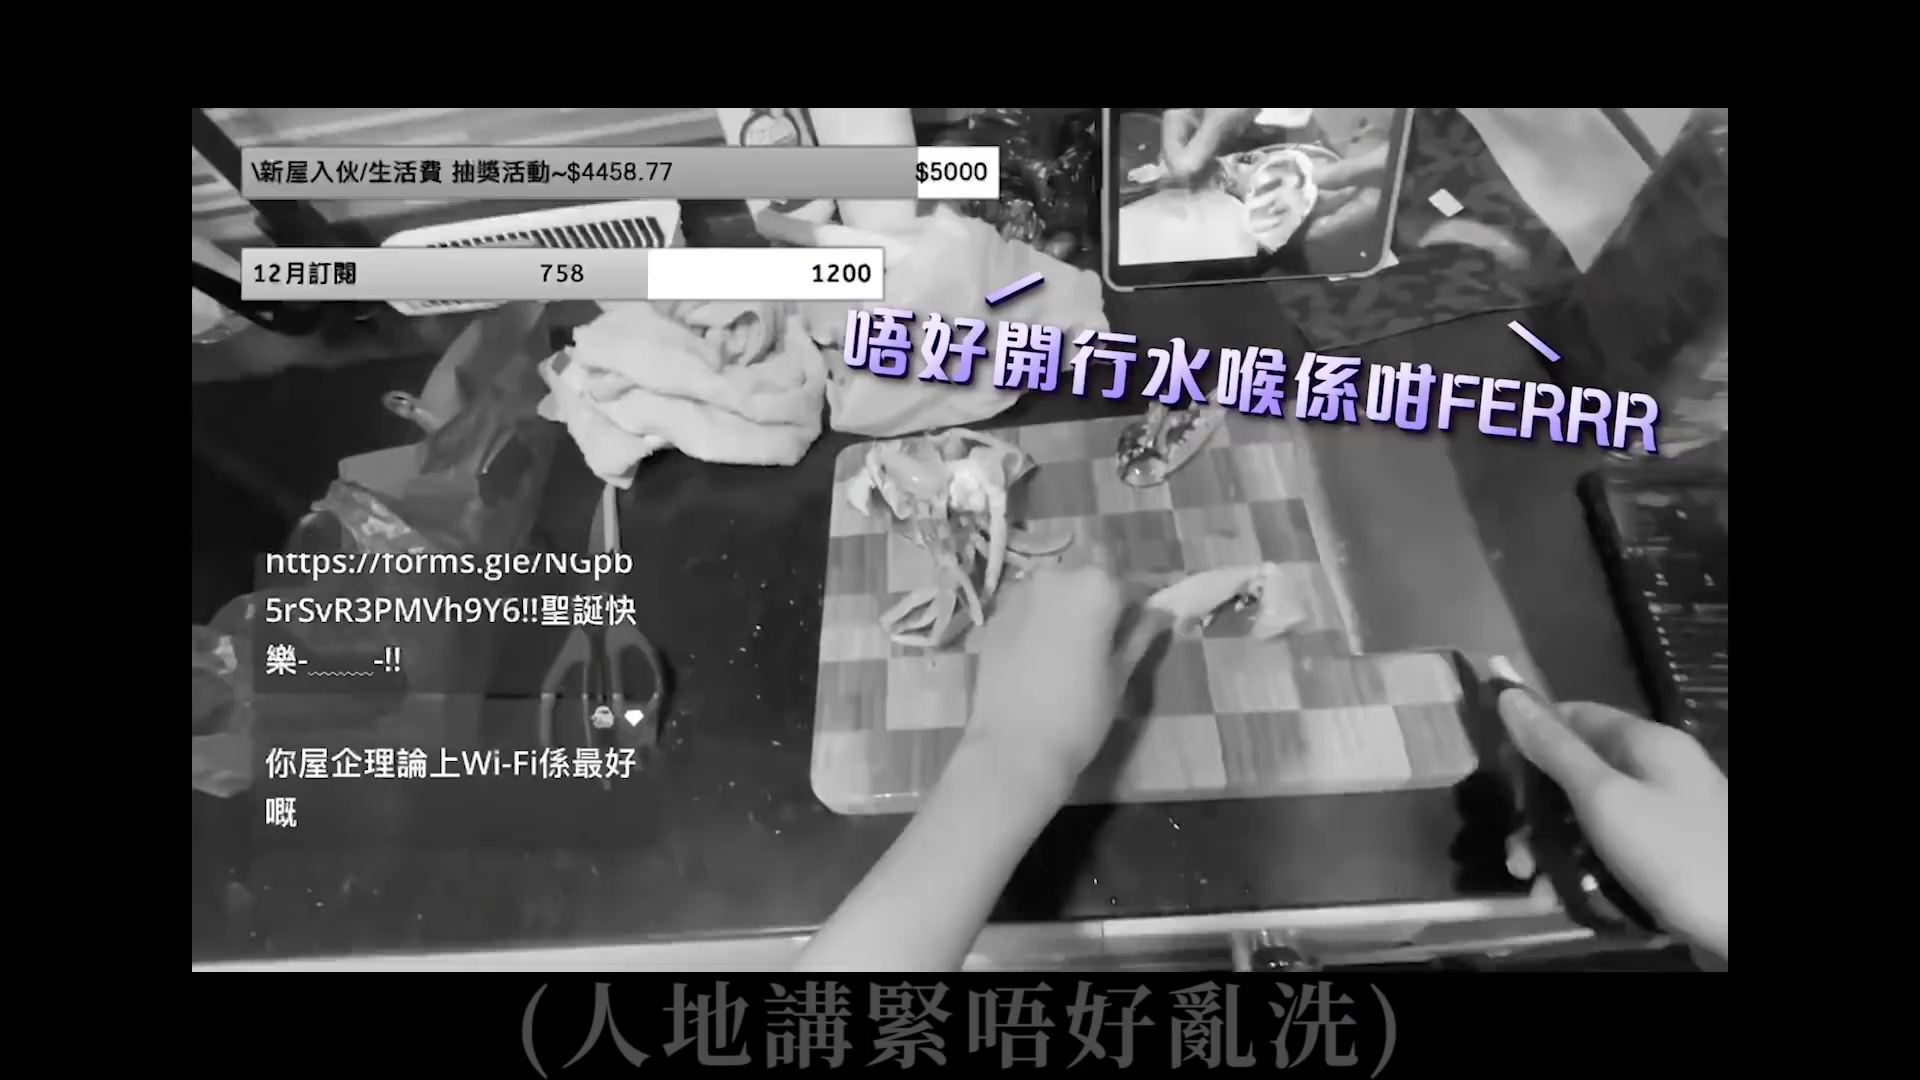 \新屋入伙/生活費 抽獎活動~$4458.77 $5000
12月訂閱 758 1200
唔好開行水喉係咁FERRR
https://forms.gle/NGpb
5rSvR3PMVh9Y6!!聖誕快
樂-﹏﹏-!!
你屋企理論上Wi-Fi係最好
嘅
(人地講緊唔好亂洗)